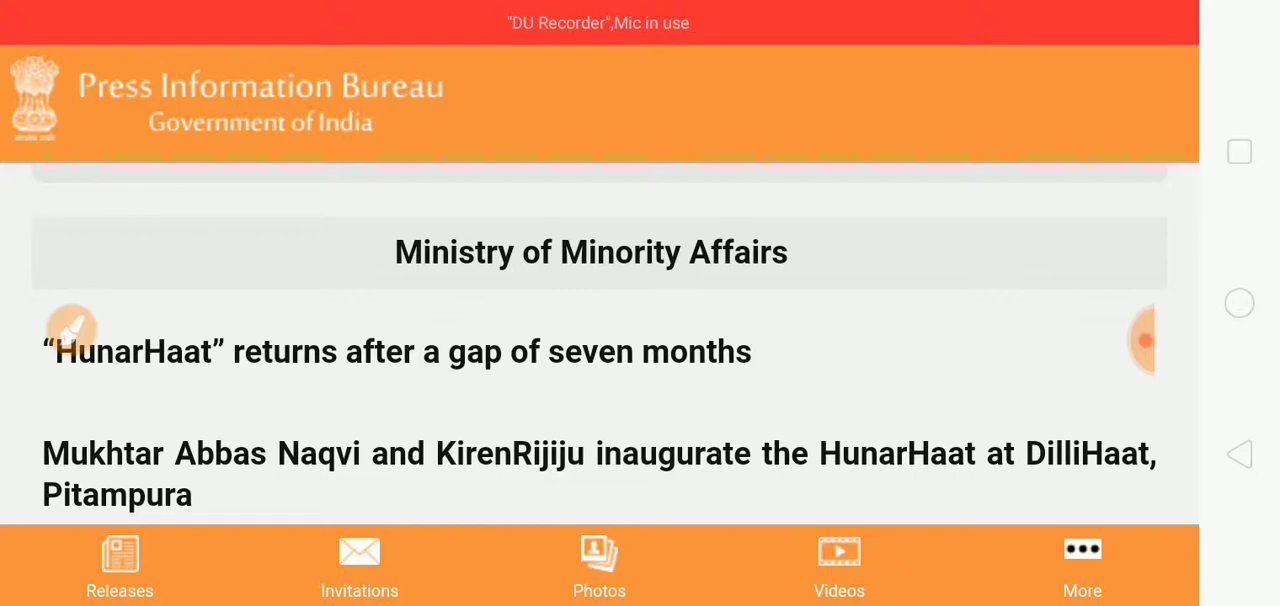 "DU Recorder",Mic in use
Press Information Bureau
Government of India
Ministry of Minority Affairs
“HunarHaat” returns after a gap of seven months
Mukhtar Abbas Naqvi and KirenRijiju inaugurate the HunarHaat at DilliHaat,
Pitampura
Releases
Invitations
Photos
Videos
More